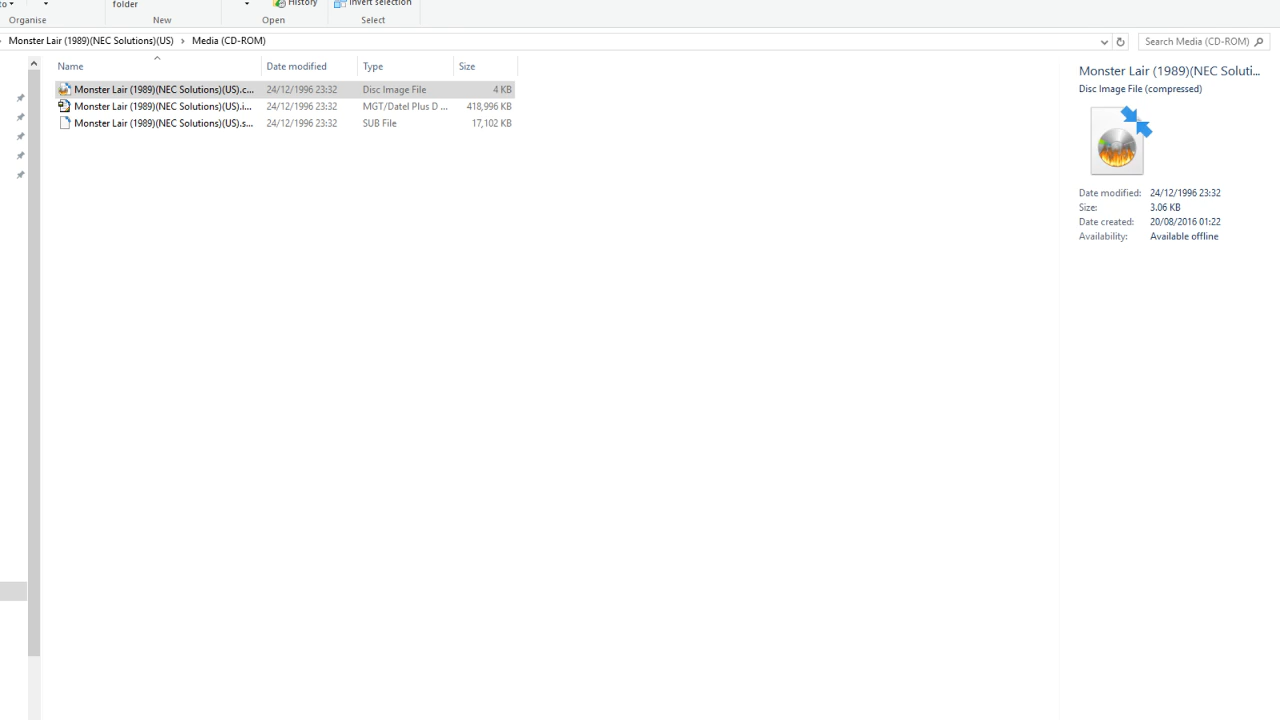 folder
History
Invert selection
Organise
New
Open
Select
Monster Lair (1989)(NEC Solutions)(US) › Media (CD-ROM)
Search Media (CD-ROM)
Name Date modified Type Size
Monster Lair (1989)(NEC Solutions)(US).c... 24/12/1996 23:32 Disc Image File 4 KB
Monster Lair (1989)(NEC Solutions)(US).i... 24/12/1996 23:32 MGT/Datel Plus D ... 418,996 KB
Monster Lair (1989)(NEC Solutions)(US).s... 24/12/1996 23:32 SUB File 17,102 KB
Monster Lair (1989)(NEC Soluti...
Disc Image File (compressed)
Date modified: 24/12/1996 23:32
Size: 3.06 KB
Date created: 20/08/2016 01:22
Availability: Available offline